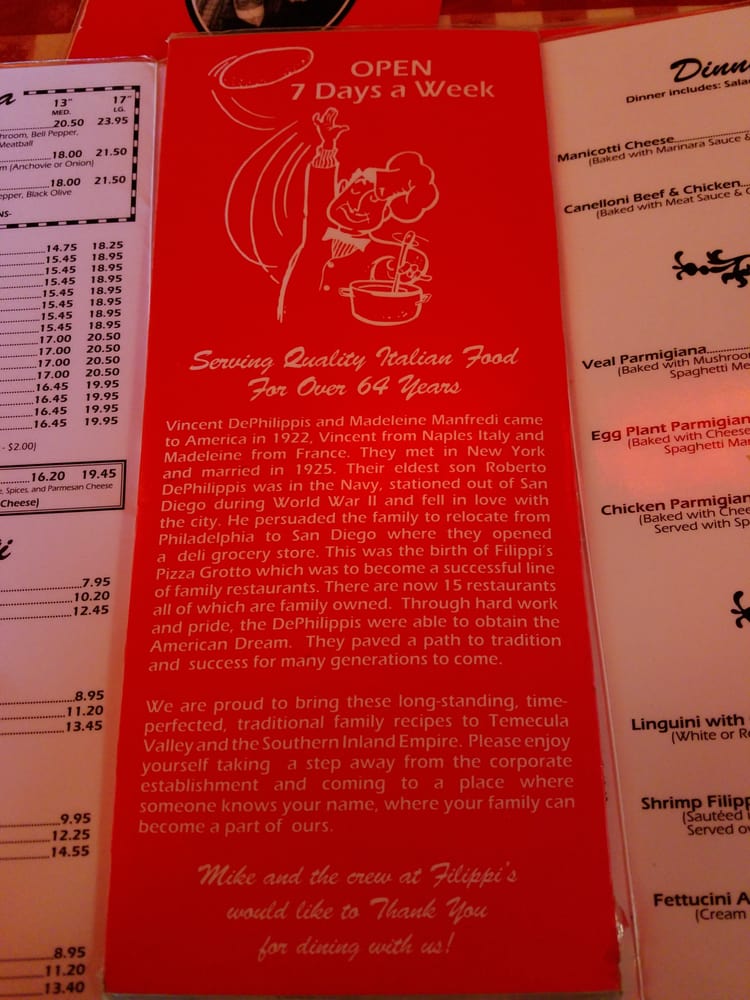 13" 17"
MED. LG.
20.50 23.95
Bell Pepper,
Meatball
18.00 21.50
(Anchovie or Onion)
18.00 21.50
Black Olive
14.75 18.25
15.45 18.95
15.45 18.95
15.45 18.95
15.45 18.95
15.45 18.95
15.45 18.95
15.45 18.95
17.00 20.50
17.00 20.50
17.00 20.50
17.00 20.50
16.45 19.95
16.45 19.95
16.45 19.95
16.45 19.95
- $2.00)
16.20 19.45
Spices, and Parmesan Cheese
Cheese)
7.95
10.20
12.45
8.95
11.20
13.45
9.95
12.25
14.55
8.95
11.20
13.40
OPEN
7 Days a Week
Serving Quality Italian Food
For Over 64 Years
Vincent DePhilippis and Madeleine Manfredi came
to America in 1922, Vincent from Naples Italy and
Madeleine from France. They met in New York
and married in 1925. Their eldest son Roberto
DePhilippis was in the Navy, stationed out of San
Diego during World War II and fell in love with
the city. He persuaded the family to relocate from
Philadelphia to San Diego where they opened
a deli grocery store. This was the birth of Filippi's
Pizza Grotto which was to become a successful line
of family restaurants. There are now 15 restaurants
all of which are family owned. Through hard work
and pride, the DePhilippis were able to obtain the
American Dream. They paved a path to tradition
and success for many generations to come.
We are proud to bring these long-standing, time-
perfected, traditional family recipes to Temecula
Valley and the Southern Inland Empire. Please enjoy
yourself taking a step away from the corporate
establishment and coming to a place where
someone knows your name, where your family can
become a part of ours.
Mike and the crew at Filippi's
would like to Thank You
for dining with us!
Dinner includes:
Manicotti Cheese
(Baked with Marinara Sauce &
Canelloni Beef & Chicken
(Baked with Meat Sauce &
Veal Parmigiana
(Baked with
Spaghetti
Egg Plant
(Baked with Cheese
Spaghetti
Chicken
(Baked with
Served with
Linguini with
(White or
Shrimp
(Sautéed
Served
Fettucini
(Cream